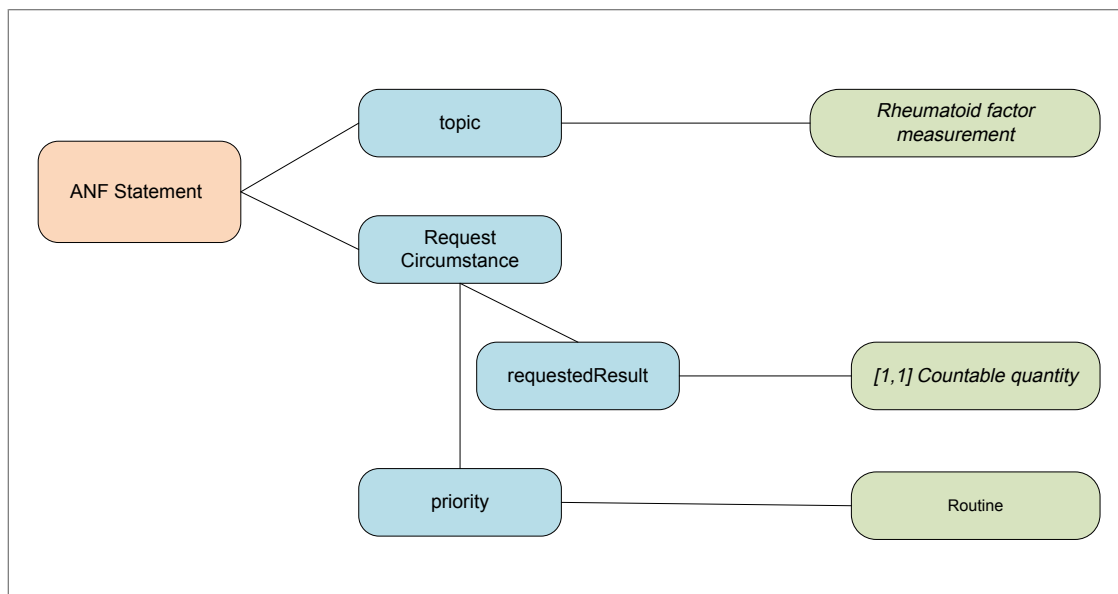 topic
Rheumatoid factor
measurement
ANF Statement
Request
Circumstance
requestedResult
[1,1] Countable quantity
priority
Routine